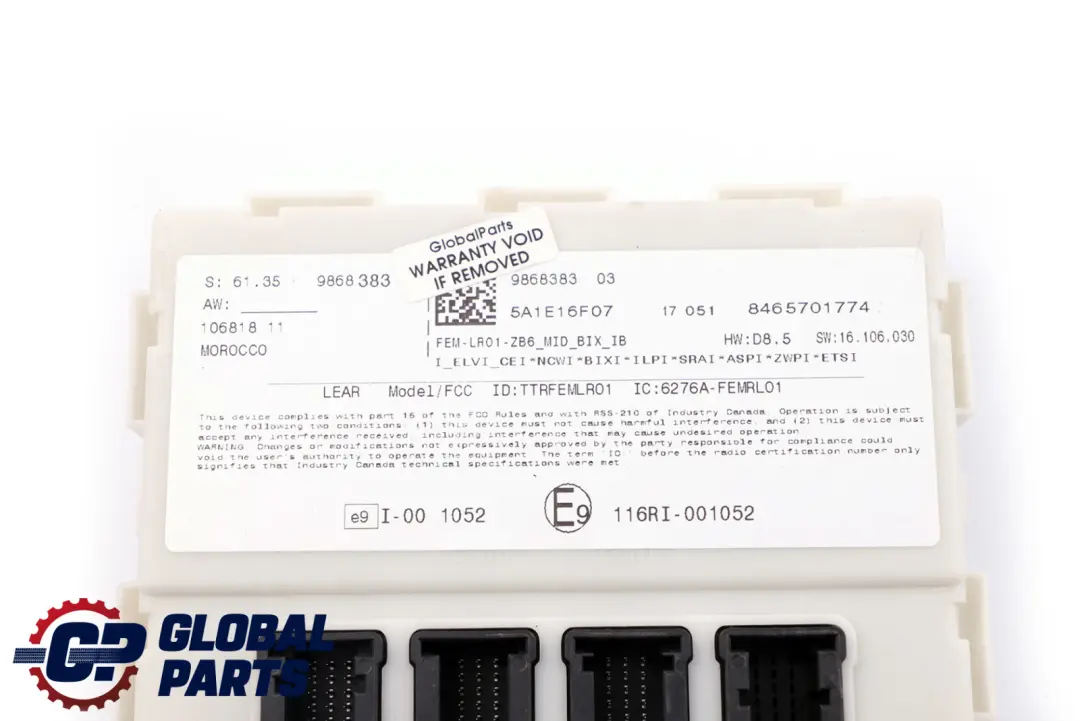 GlobalParts
WARRANTY VOID
IF REMOVED
S: 61.35 9868383
AW:
106818 11
MOROCCO
9868383 03
5A1E16F07 17 051 8465701774
FEM-LR01-ZB6_MID_BIX_IB HW:D8.5 SW:16.106.030
I_ELVI_CEI*NCWI*BIXI*ILPI*SRAI*ASPI*ZWPI*ETSI
LEAR Model/FCC ID:TTRFEMLR01 IC:6276A-FEMRL01
This device complies with part 15 of the FCC Rules and with RSS-210 of Industry Canada. Operation is subject
to the following two conditions: (1) this device must not cause harmful interference, and (2) this device must
accept any interference received, including interference that may cause undesired operation.
WARNING: Changes or modifications not expressively approved by the party responsible for compliance could
void the user's authority to operate the equipment. The term 'IC:' before the radio certification number only
signifies that Industry Canada technical specifications were met
e9 I-00 1052 E9 116RI-001052
GP GLOBAL
PARTS